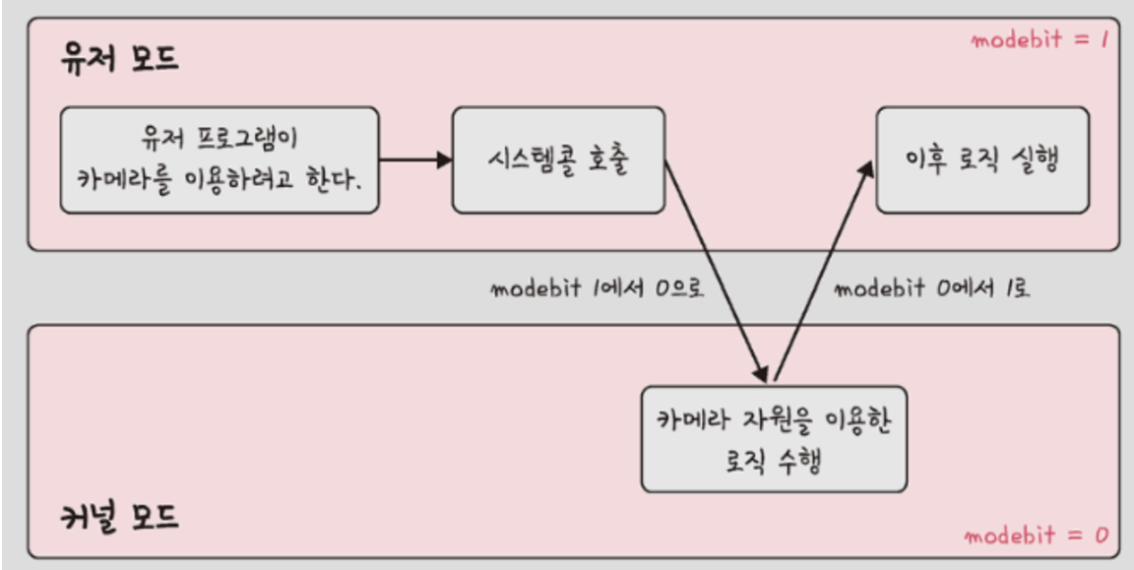 유저 모드
modebit = 1
유저 프로그램이
카메라를 이용하려고 한다.
시스템콜 호출
이후 로직 실행
modebit 1에서 0으로
modebit 0에서 1로
카메라 자원을 이용한
로직 수행
커널 모드
modebit = 0